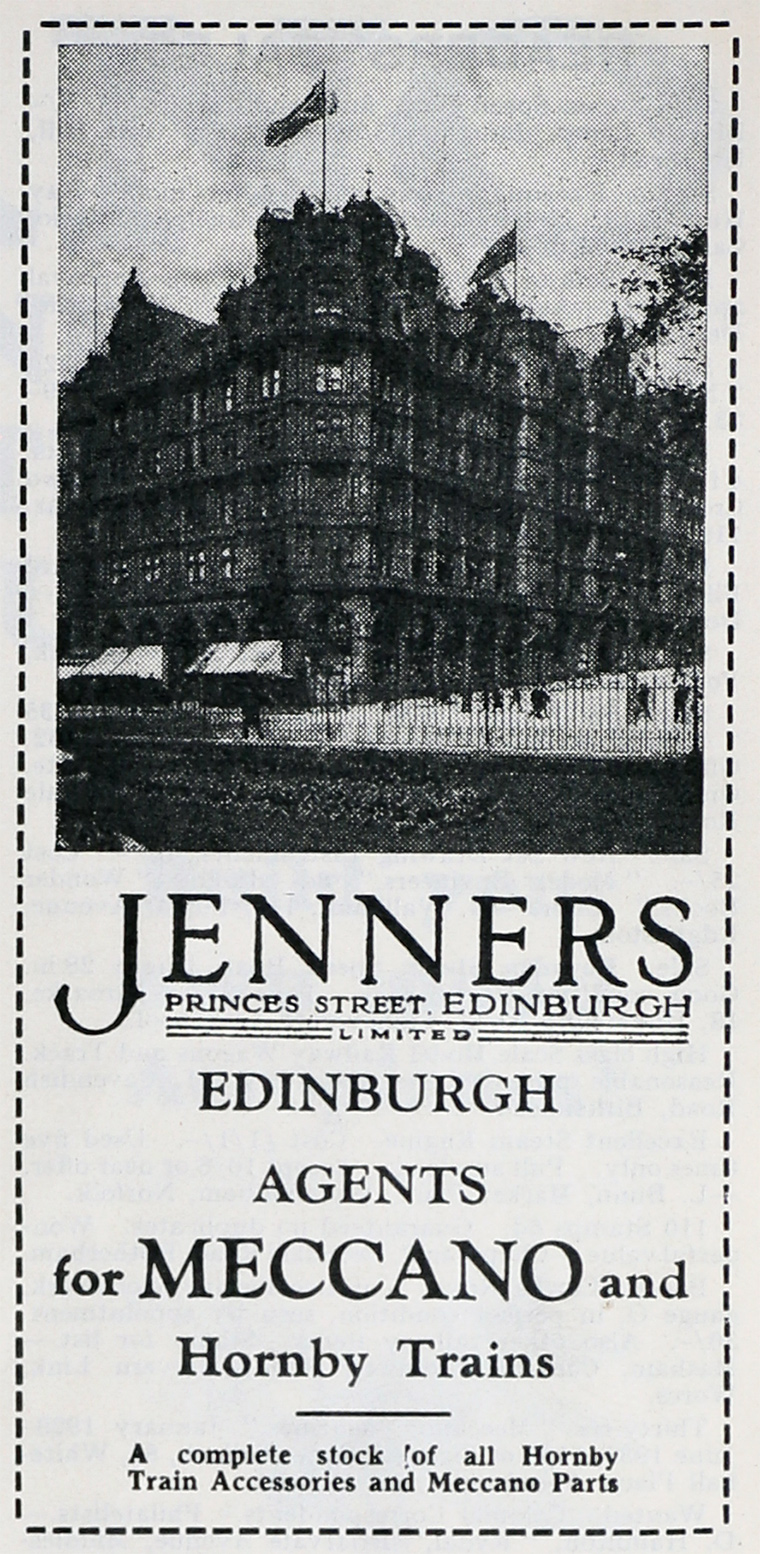 JENNERS
PRINCES STREET, EDINBURGH
LIMITED
EDINBURGH
AGENTS
for MECCANO and
Hornby Trains
A complete stock of all Hornby
Train Accessories and Meccano Parts